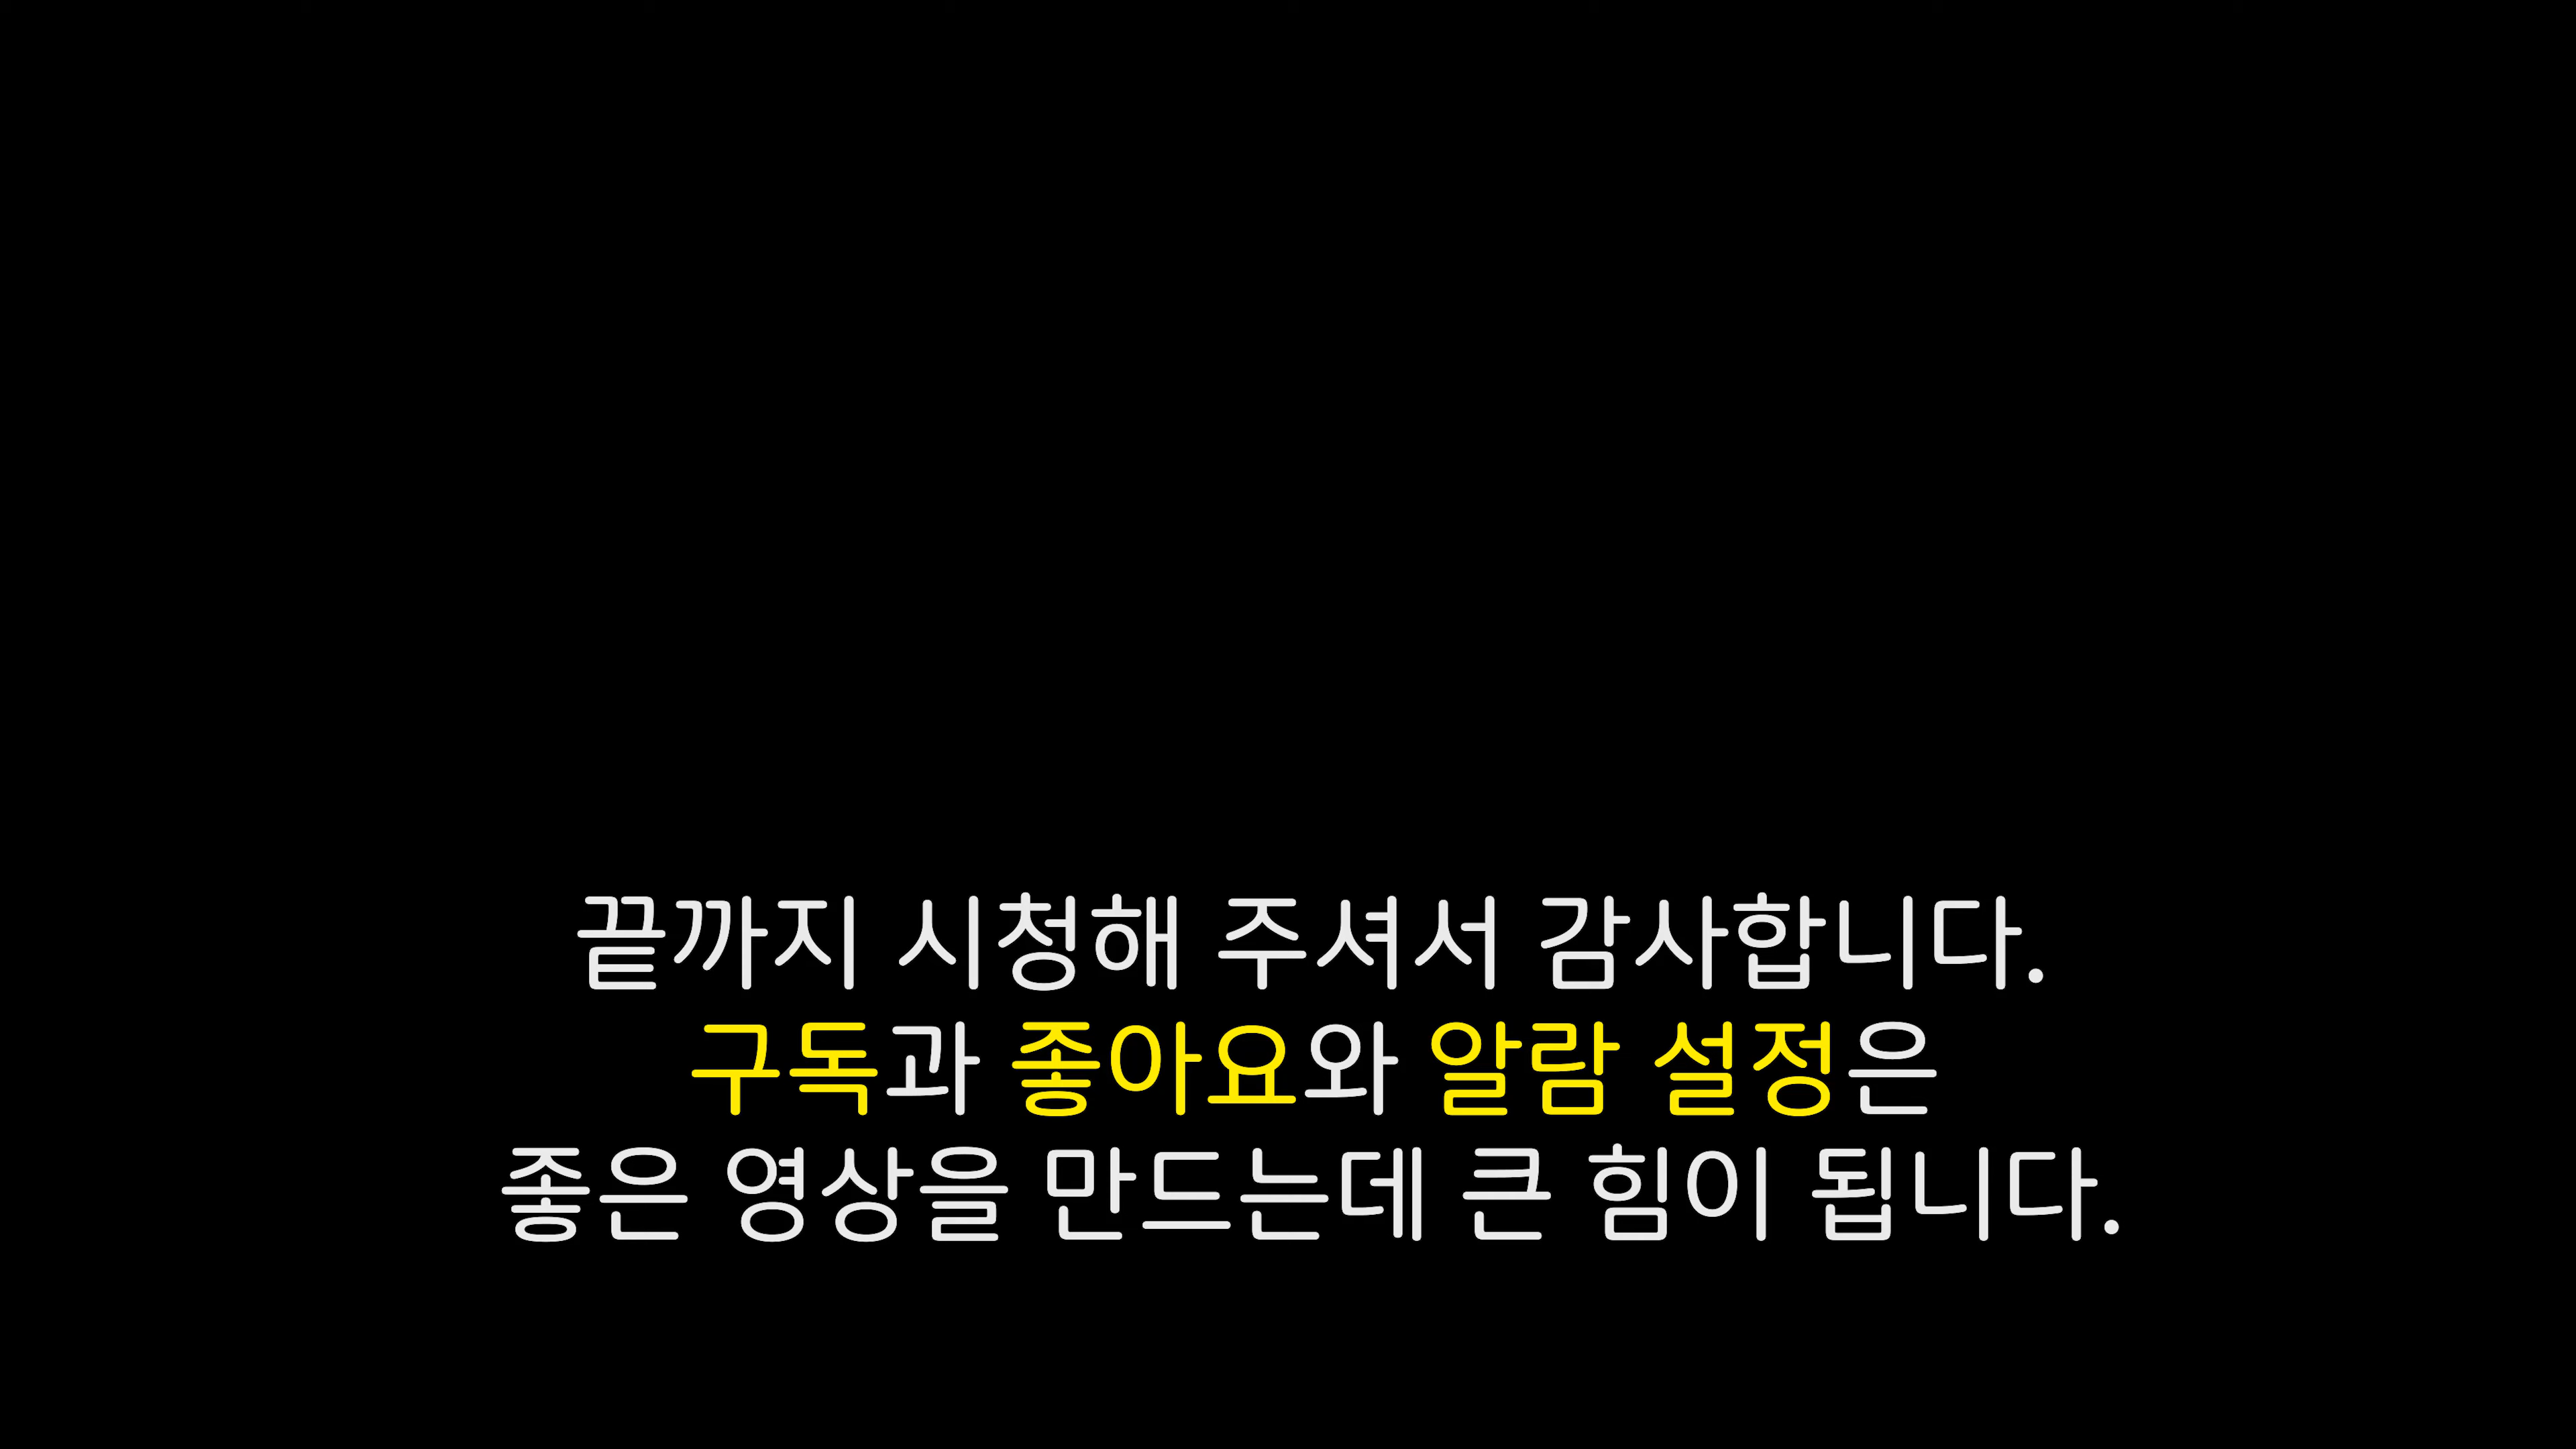 끝까지 시청해 주셔서 감사합니다.
구독과 좋아요와 알람 설정은
좋은 영상을 만드는데 큰 힘이 됩니다.